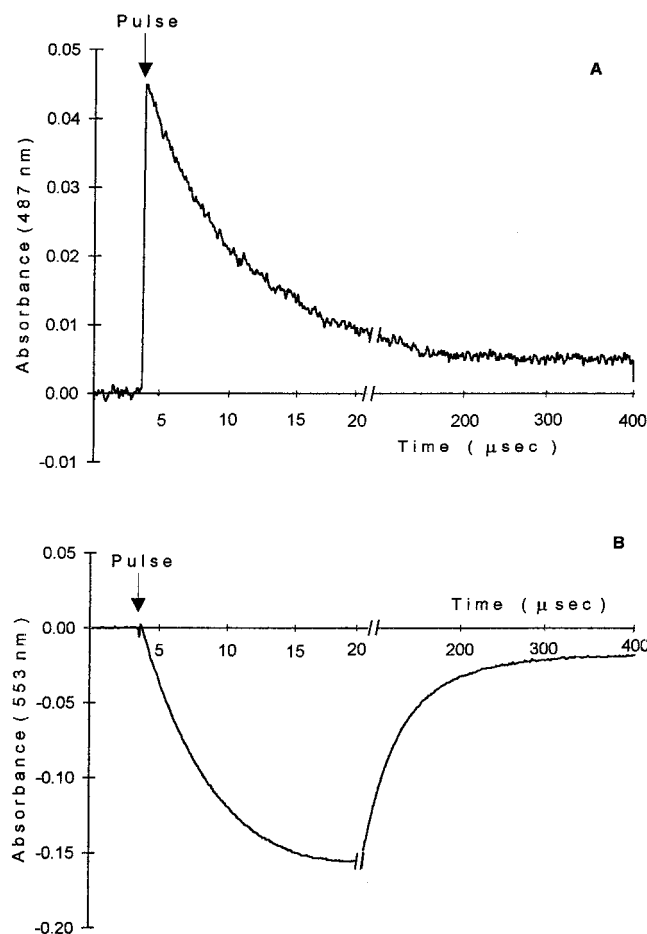 Pulse
A
0.05
0.04
0.03
0.02
0.01
0.00
-0.01
Absorbance (487 nm)
5 10 15 20 200 300 400
Time ( μsec )
B
Pulse
0.05
0.00
-0.05
-0.10
-0.15
-0.20
Absorbance ( 553 nm )
Time ( μsec )
5 10 15 20 200 300 400